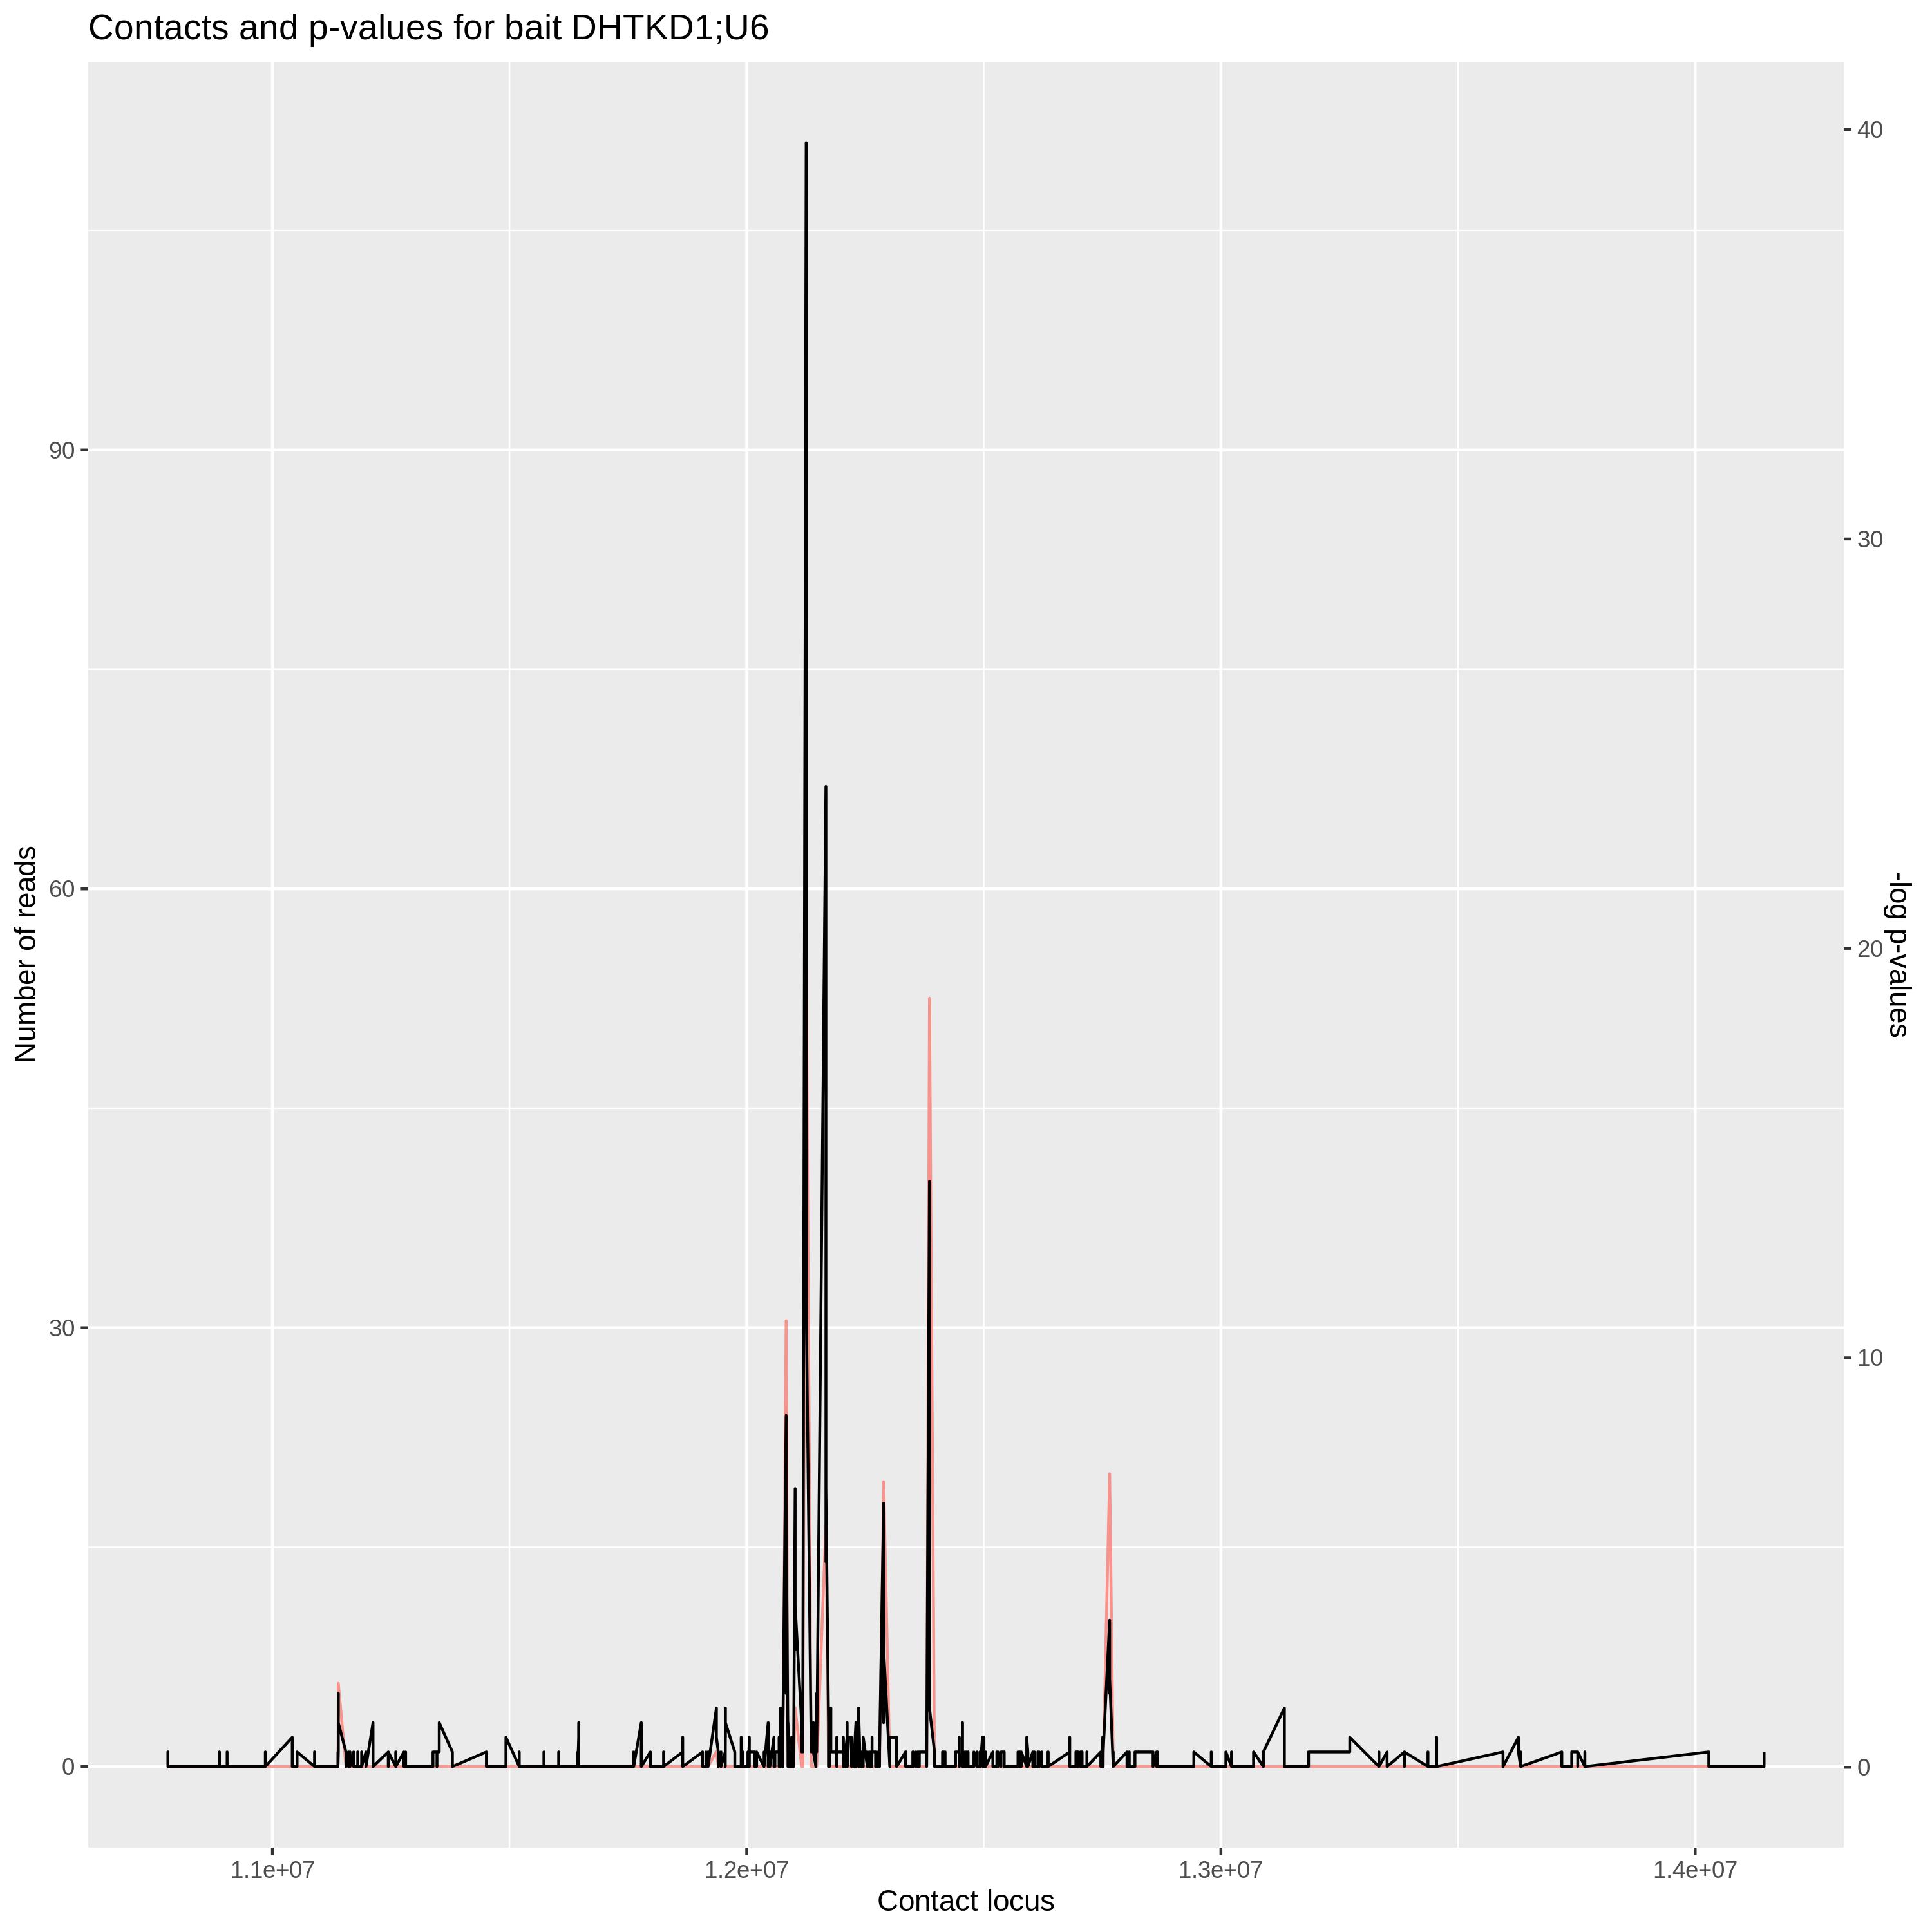 Contacts and p-values for bait DHTKD1;U6
40
90
30
Number of reads
-log p-values
60
20
30
10
0
0
1.1e+07
1.2e+07
1.3e+07
1.4e+07
Contact locus